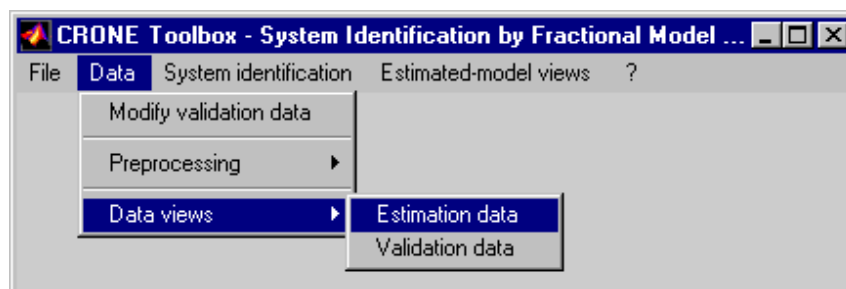 CRONE Toolbox - System Identification by Fractional Model ...
File Data System identification Estimated-model views ?
Modify validation data
Preprocessing
Data views
Estimation data
Validation data